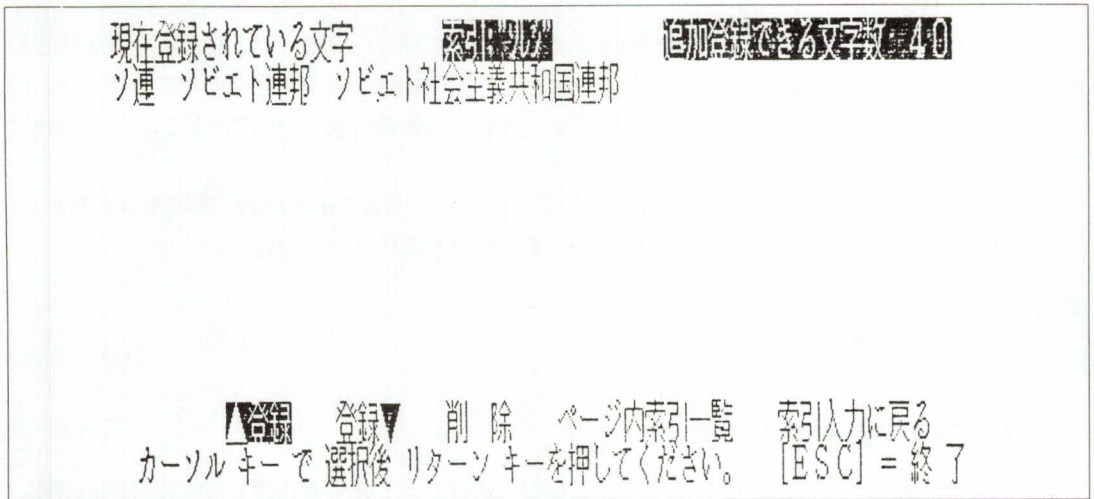 現在登録されている文字 索引 追加登録できる文字数 40
ソ連 ソビエト連邦 ソビエト社会主義共和国連邦
▲登録 登録▼ 削 除 ページ内索引一覧 索引入力に戻る
カーソル キーで 選択後 リターン キーを押してください。 [ESC] = 終 了